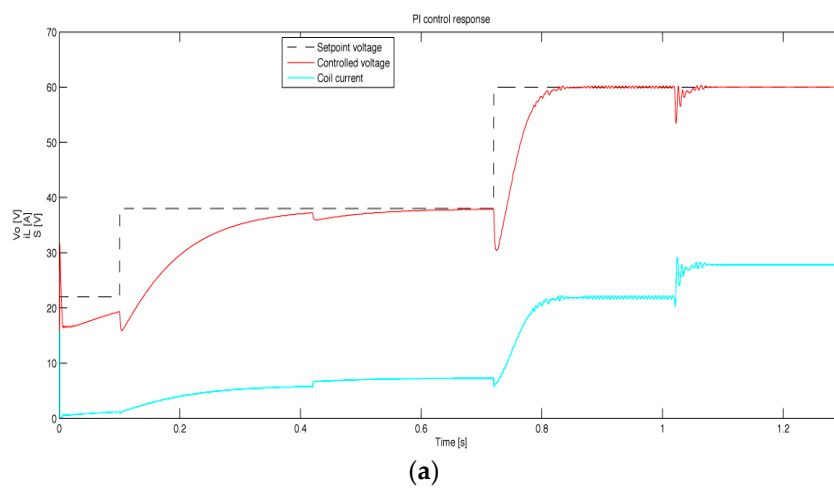 PI control response
70
60
50
40
30
20
10
0
Vo [V]
iL [A]
S [V]
Setpoint voltage
Controlled voltage
Coil current
0
0.2
0.4
0.6
0.8
1
1.2
Time [s]
(a)